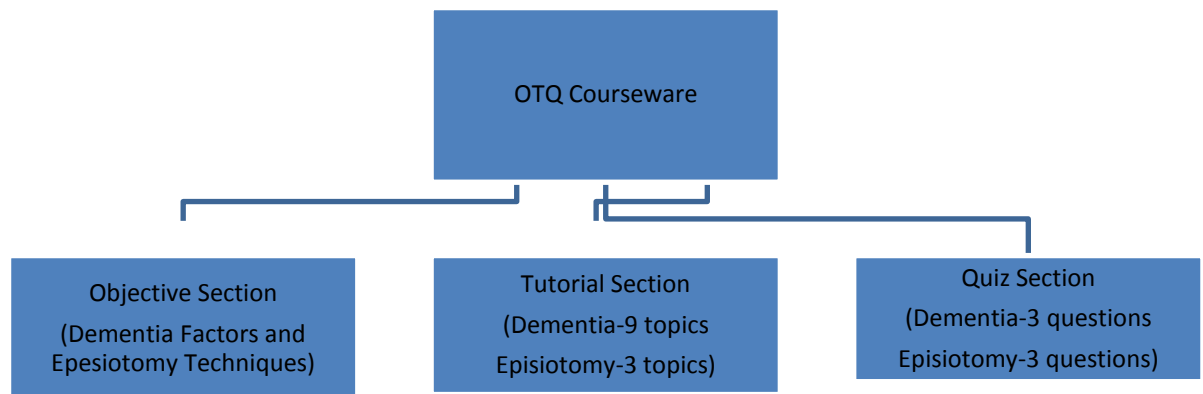 OTQ Courseware
Objective Section
(Dementia Factors and
Epesiotomy Techniques)
Tutorial Section
(Dementia-9 topics
Episiotomy-3 topics)
Quiz Section
(Dementia-3 questions
Episiotomy-3 questions)